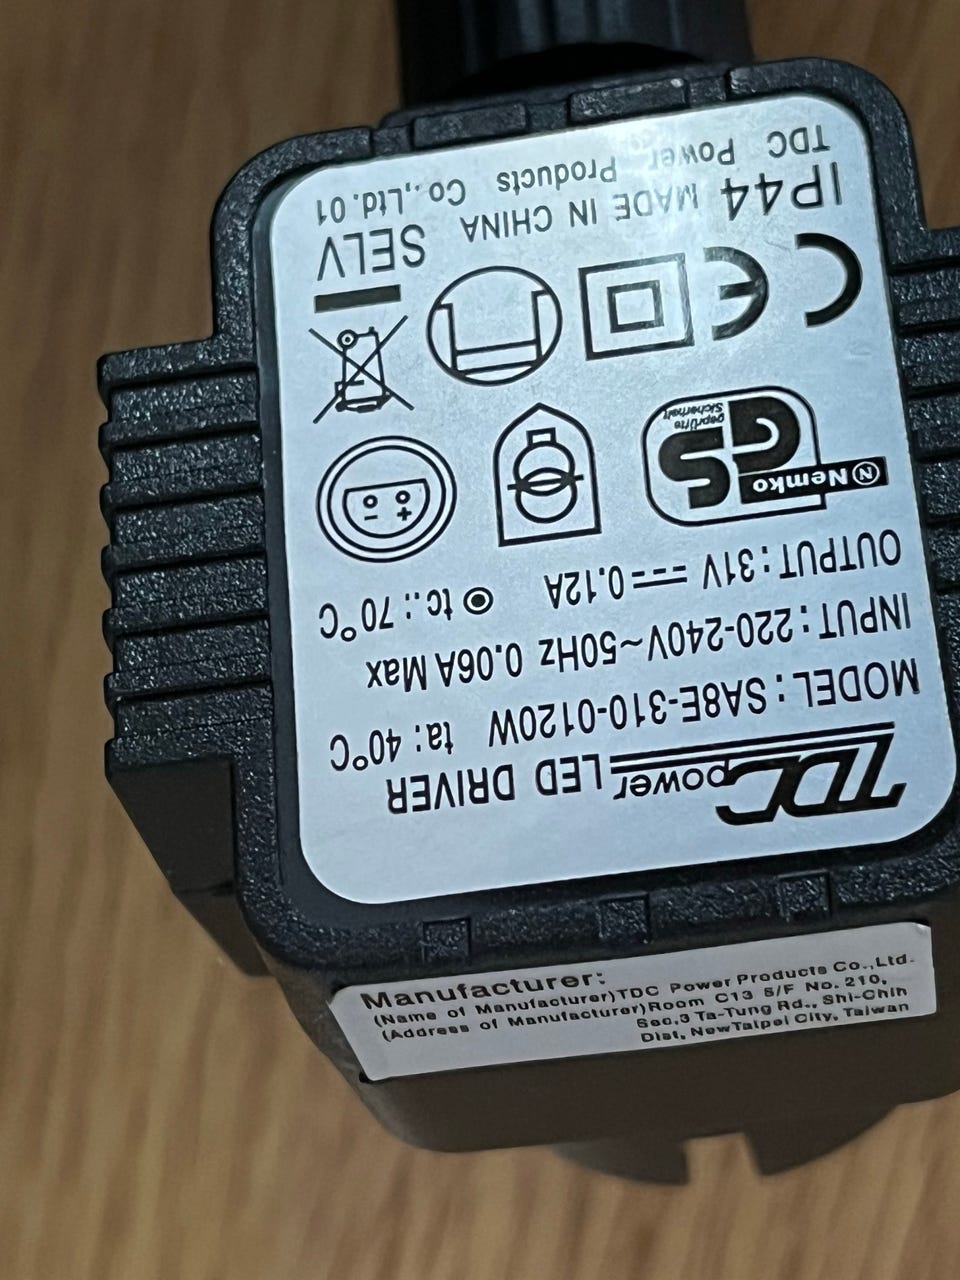 TDC power LED DRIVER
MODEL: SA8E-310-0120W ta: 40°C
INPUT: 220-240V~50Hz 0.06A Max
OUTPUT: 31V⎓0.12A ⦿ tc.: 70°C
N Nemko
GS
geprüfte
Sicherheit
+ -
CE
SELV
IP44 MADE IN CHINA
TDC Power Products Co.,Ltd.01
Manufacturer:
(Name of Manufacturer)TDC Power Products Co.,Ltd.
(Address of Manufacturer)Room C13 5/F No. 210,
Sec,3 Ta-Tung Rd., Shi-Chih
Dist, NewTaipei City, Taiwan